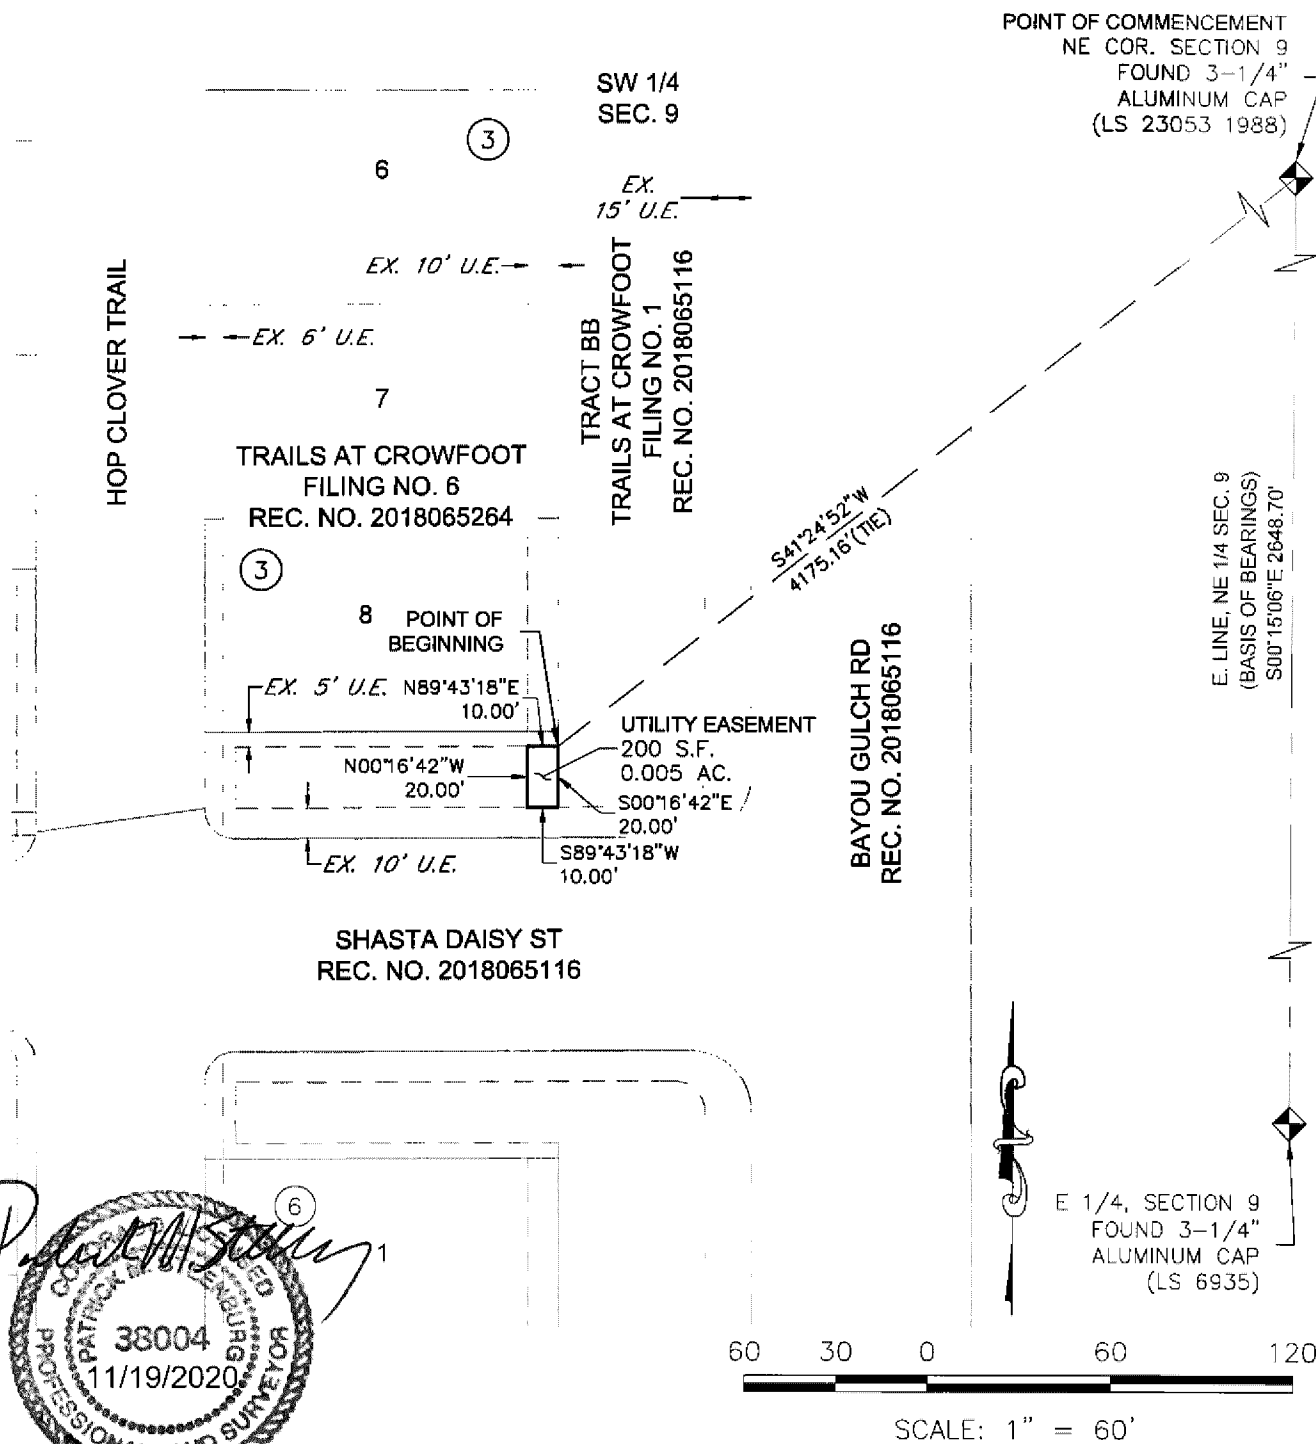 POINT OF COMMENCEMENT
NE COR. SECTION 9
FOUND 3-1/4"
ALUMINUM CAP
(LS 23053 1988)
SW 1/4
SEC. 9
3
6
EX.
15' U.E.
EX. 10' U.E.
HOP CLOVER TRAIL
EX. 6' U.E.
7
TRACT BB
TRAILS AT CROWFOOT
FILING NO. 1
REC. NO. 2018065116
TRAILS AT CROWFOOT
FILING NO. 6
REC. NO. 2018065264
3
S41°24'52"W
4175.16'(TIE)
E. LINE, NE 1/4 SEC. 9
(BASIS OF BEARINGS)
S00°15'06"E 2648.70'
8
POINT OF
BEGINNING
EX. 5' U.E.
N89°43'18"E
10.00'
UTILITY EASEMENT
200 S.F.
0.005 AC.
N00°16'42"W
20.00'
S00°16'42"E
20.00'
S89°43'18"W
10.00'
EX. 10' U.E.
BAYOU GULCH RD
REC. NO. 2018065116
SHASTA DAISY ST
REC. NO. 2018065116
6
1
E 1/4, SECTION 9
FOUND 3-1/4"
ALUMINUM CAP
(LS 6935)
PATRICK M.
38004
11/19/2020
PROFESSIONAL LAND SURVEYOR
60 30 0 60 120
SCALE: 1" = 60'